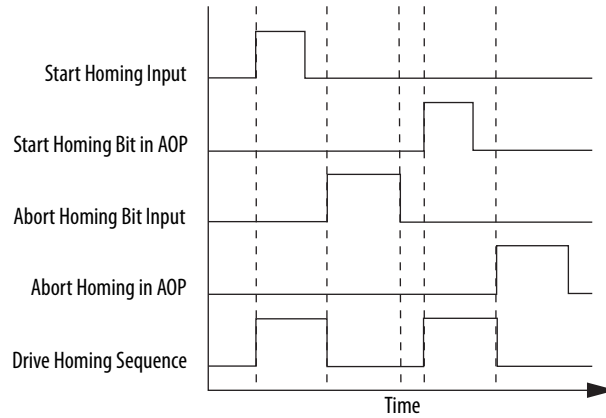 Start Homing Input
Start Homing Bit in AOP
Abort Homing Bit Input
Abort Homing in AOP
Drive Homing Sequence
Time